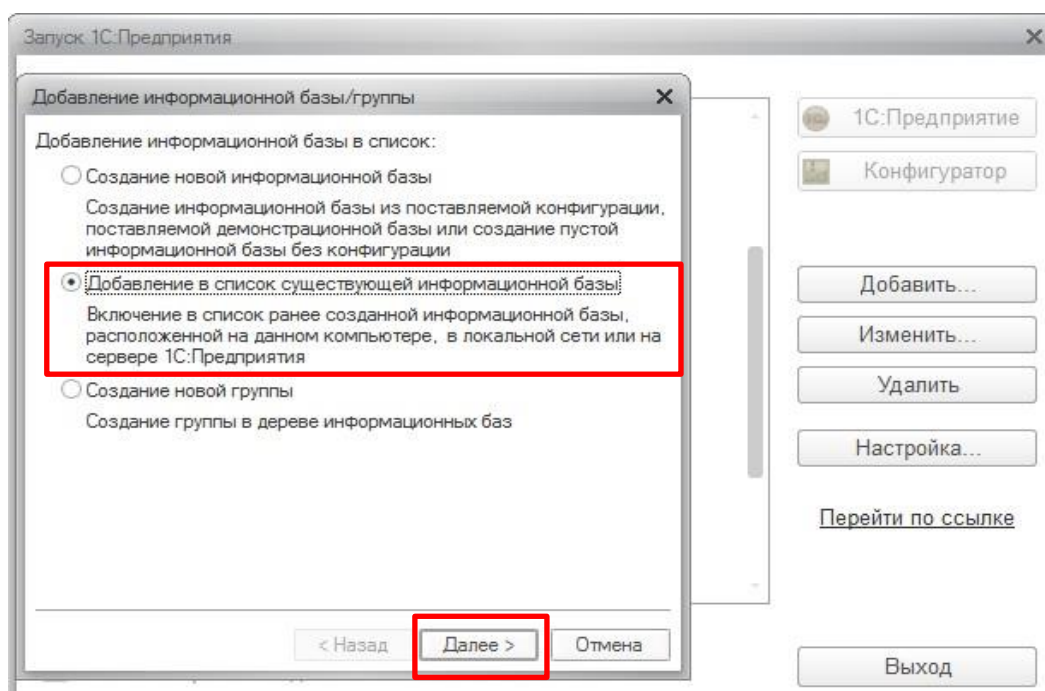 Запуск 1С:Предприятия
Добавление информационной базы/группы
Добавление информационной базы в список:
Создание новой информационной базы
Создание информационной базы из поставляемой конфигурации,
поставляемой демонстрационной базы или создание пустой
информационной базы без конфигурации
Добавление в список существующей информационной базы
Включение в список ранее созданной информационной базы,
расположенной на данном компьютере, в локальной сети или на
сервере 1С:Предприятия
Создание новой группы
Создание группы в дереве информационных баз
< Назад
Далее >
Отмена
1С:Предприятие
Конфигуратор
Добавить...
Изменить...
Удалить
Настройка...
Перейти по ссылке
Выход